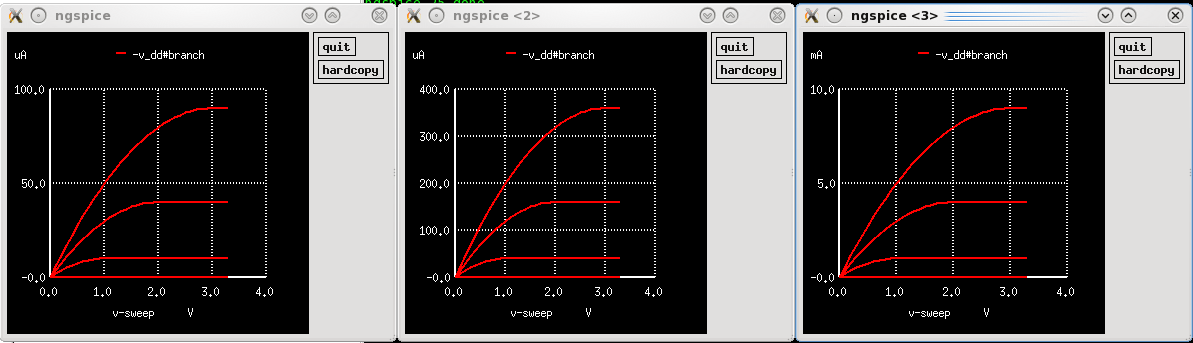 ngspice 25 done
ngspice
quit
hardcopy
uA
-v_dd#branch
100.0
50.0
-0.0
0.0 1.0 2.0 3.0 4.0
v-sweep V
ngspice <2>
quit
hardcopy
uA
-v_dd#branch
400.0
300.0
200.0
100.0
-0.0
0.0 1.0 2.0 3.0 4.0
v-sweep V
ngspice <3>
quit
hardcopy
mA
-v_dd#branch
10.0
5.0
-0.0
0.0 1.0 2.0 3.0 4.0
v-sweep V